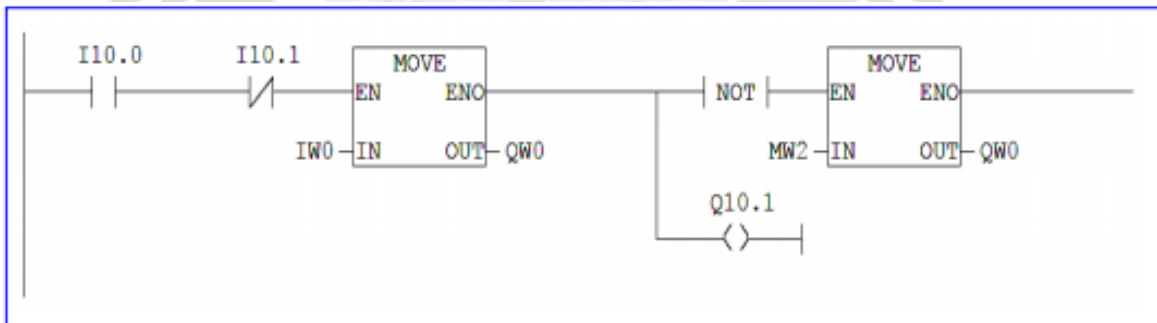 I10.0 I10.1
MOVE MOVE
EN ENO NOT EN ENO
IW0 IN OUT QW0 MW2 IN OUT QW0
Q10.1